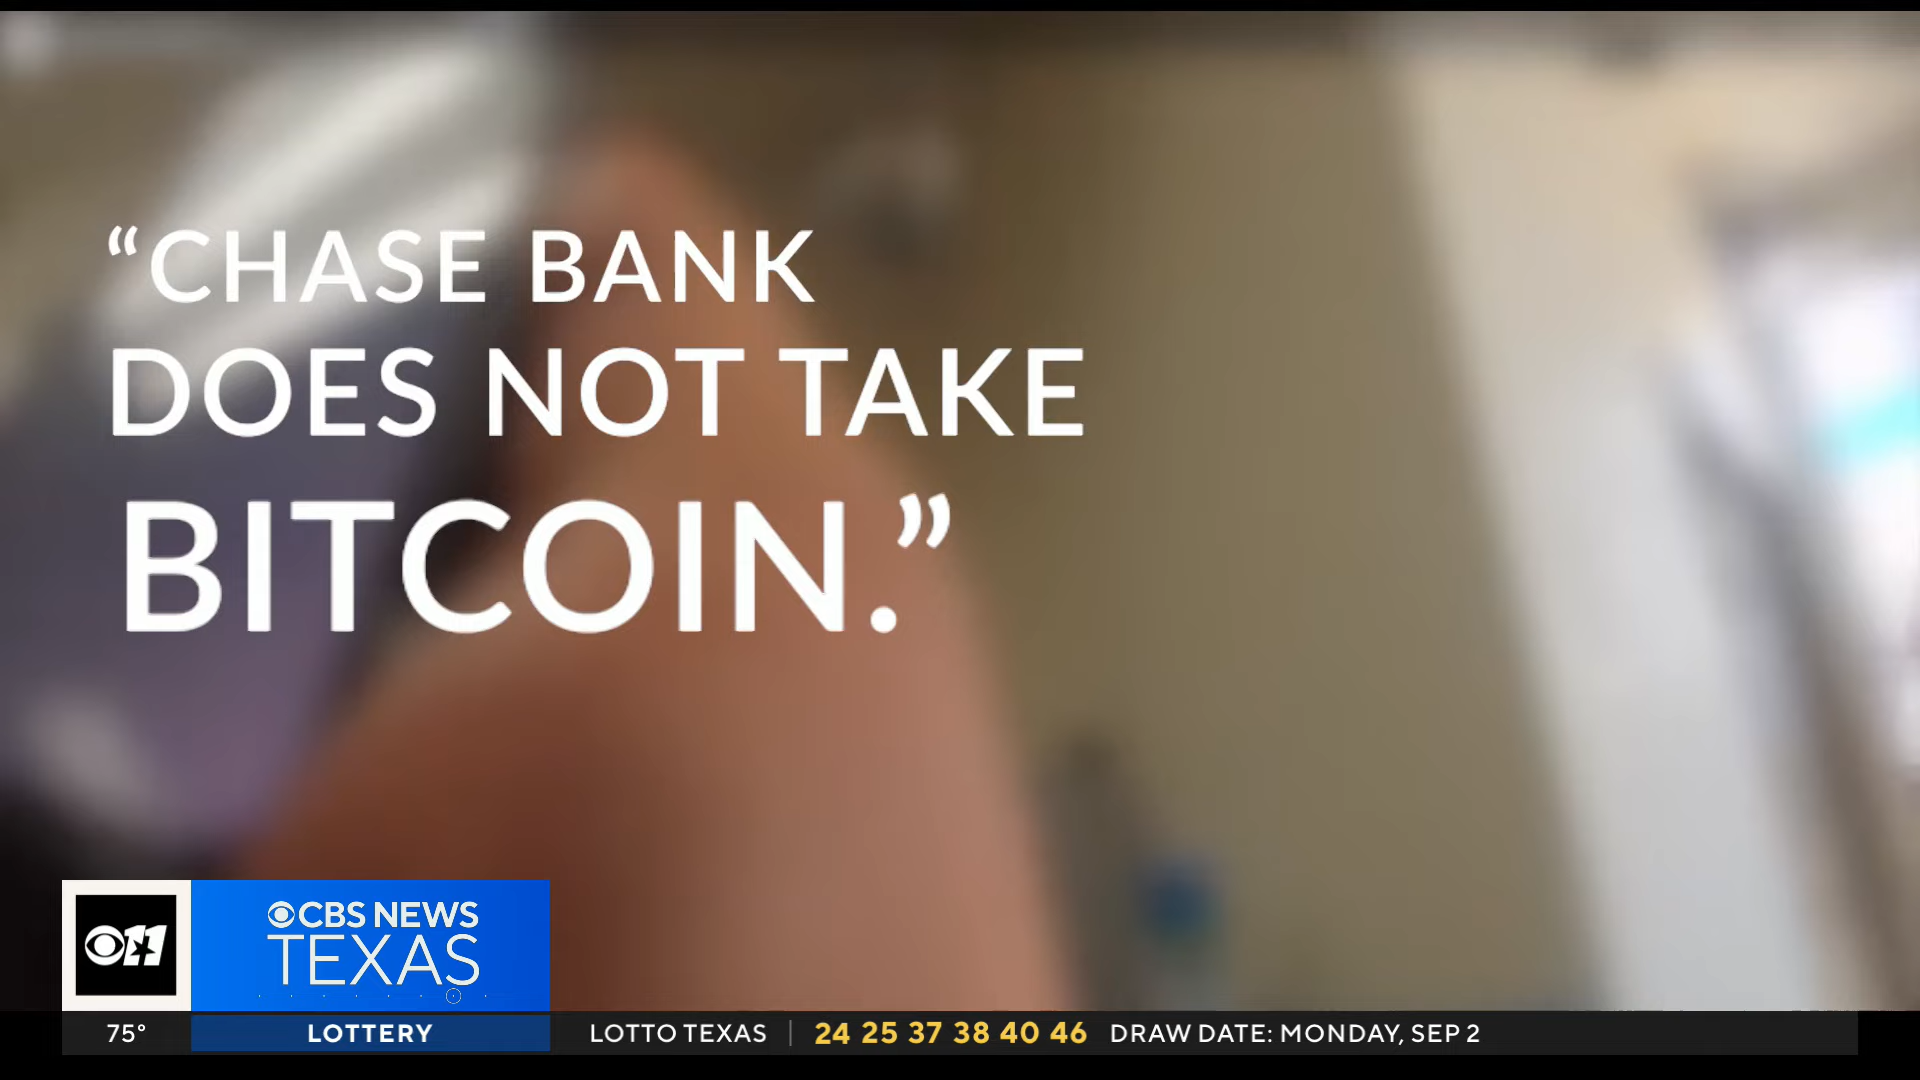 “CHASE BANK
DOES NOT TAKE
BITCOIN.”
11
CBS NEWS
TEXAS
75°
LOTTERY
LOTTO TEXAS | 24 25 37 38 40 46 DRAW DATE: MONDAY, SEP 2